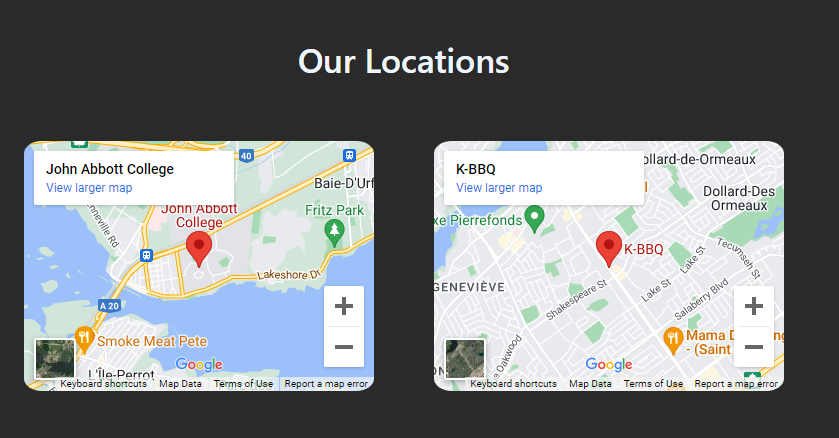 Our Locations
John Abbott College
View larger map
40
Baie-D'Urf
John Abbott
College
Fritz Park
nneville Rd
Lakeshore Dr
A 20
Smoke Meat Pete
L'Île-Perrot
Google
Keyboard shortcuts
Map Data
Terms of Use
Report a map error
K-BBQ
View larger map
ollard-de-Ormeaux
Dollard-Des
Ormeaux
xe Pierrefonds
K-BBQ
Tecumseh St
Lake St
Lake St
GENEVIÈVE
Shakespeare St
Salaberry Blvd
Oakwood
Mama D
ng
- (Saint
Google
Keyboard shortcuts
Map Data
Terms of Use
Report a map error